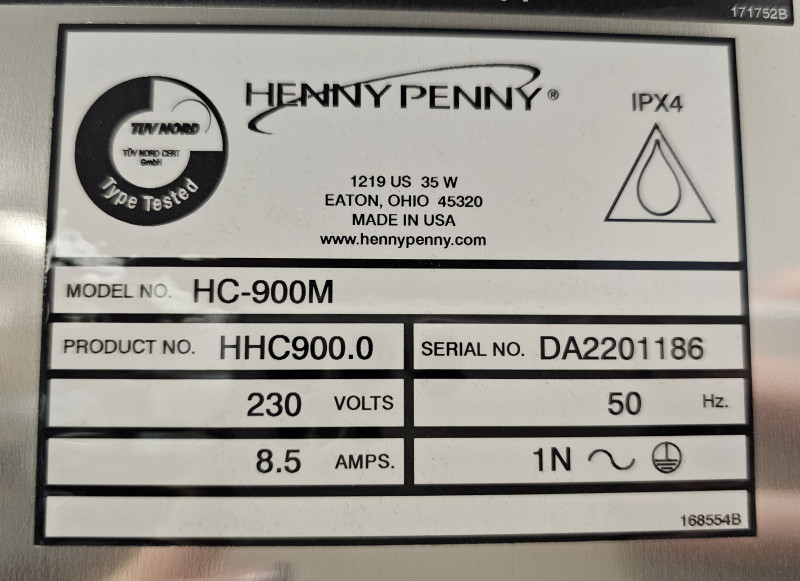 171752B
TÜV NORD
TÜV NORD CERT
GmbH
Type Tested
HENNY PENNY®
IPX4
1219 US 35 W
EATON, OHIO 45320
MADE IN USA
www.hennypenny.com
MODEL NO. HC-900M
PRODUCT NO. HHC900.0
SERIAL NO. DA2201186
230 VOLTS
50 Hz.
8.5 AMPS.
1N
168554B